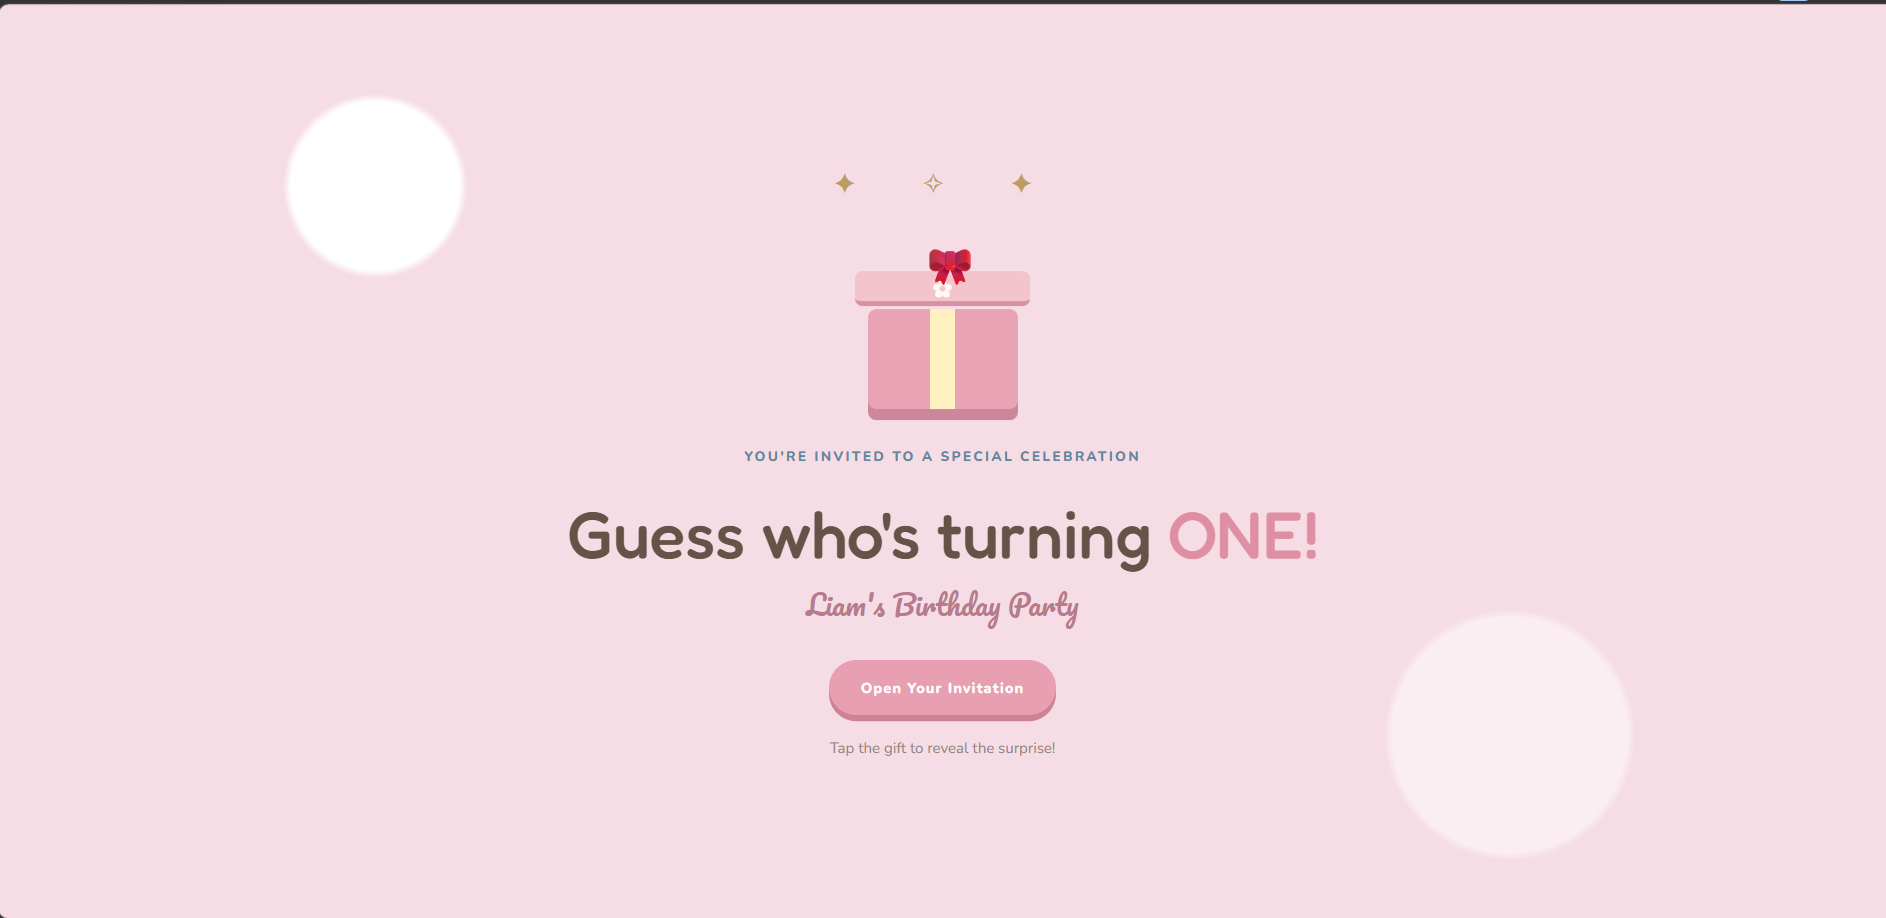 YOU'RE INVITED TO A SPECIAL CELEBRATION
Guess who's turning ONE!
Liam's Birthday Party
Open Your Invitation
Tap the gift to reveal the surprise!